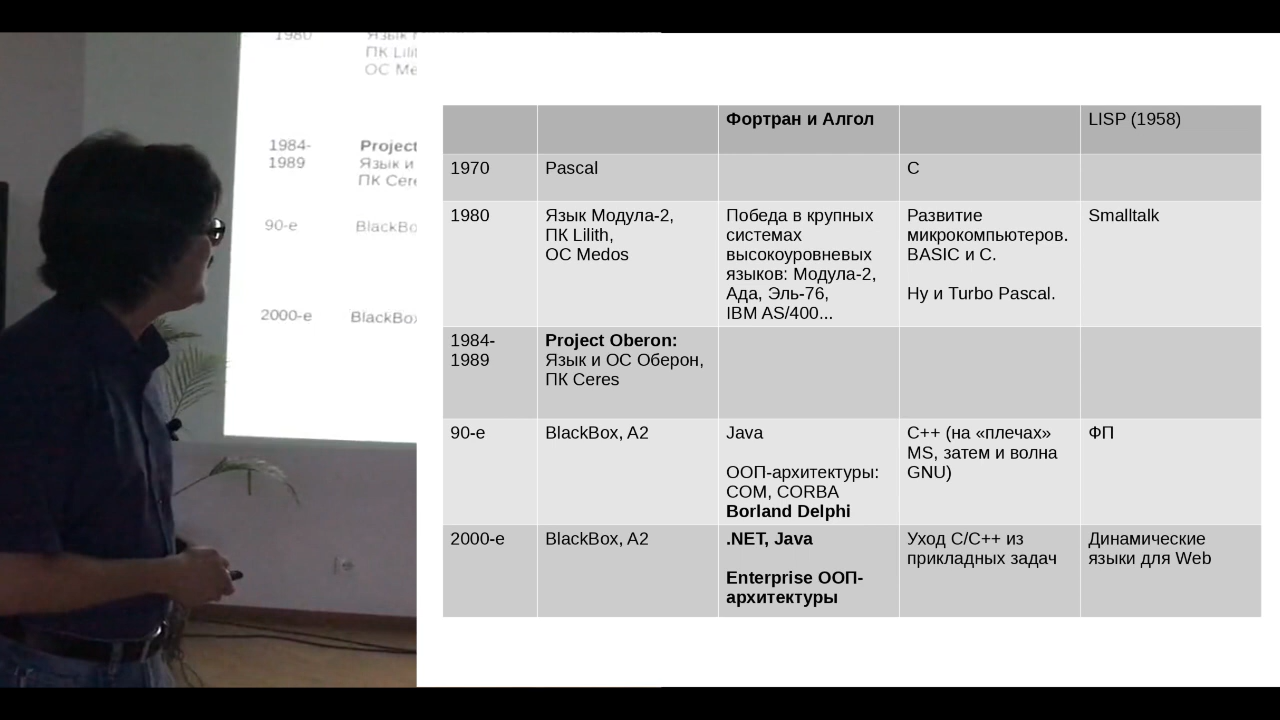 1980
Язык
ПК Lilit
ОС Me
1984-
1989
Project
Язык и
ПК Cere
90-е
BlackBo
2000-е
BlackBox
Фортран и Алгол
LISP (1958)
1970
Pascal
C
1980
Язык Модула-2,
ПК Lilith,
ОС Medos
Победа в крупных
системах
высокоуровневых
языков: Модула-2,
Ада, Эль-76,
IBM AS/400...
Развитие
микрокомпьютеров.
BASIC и C.
Ну и Turbo Pascal.
Smalltalk
1984-
1989
Project Oberon:
Язык и ОС Оберон,
ПК Ceres
90-е
BlackBox, A2
Java
ООП-архитектуры:
COM, CORBA
Borland Delphi
C++ (на «плечах»
MS, затем и волна
GNU)
ФП
2000-е
BlackBox, A2
.NET, Java
Enterprise ООП-
архитектуры
Уход C/C++ из
прикладных задач
Динамические
языки для Web